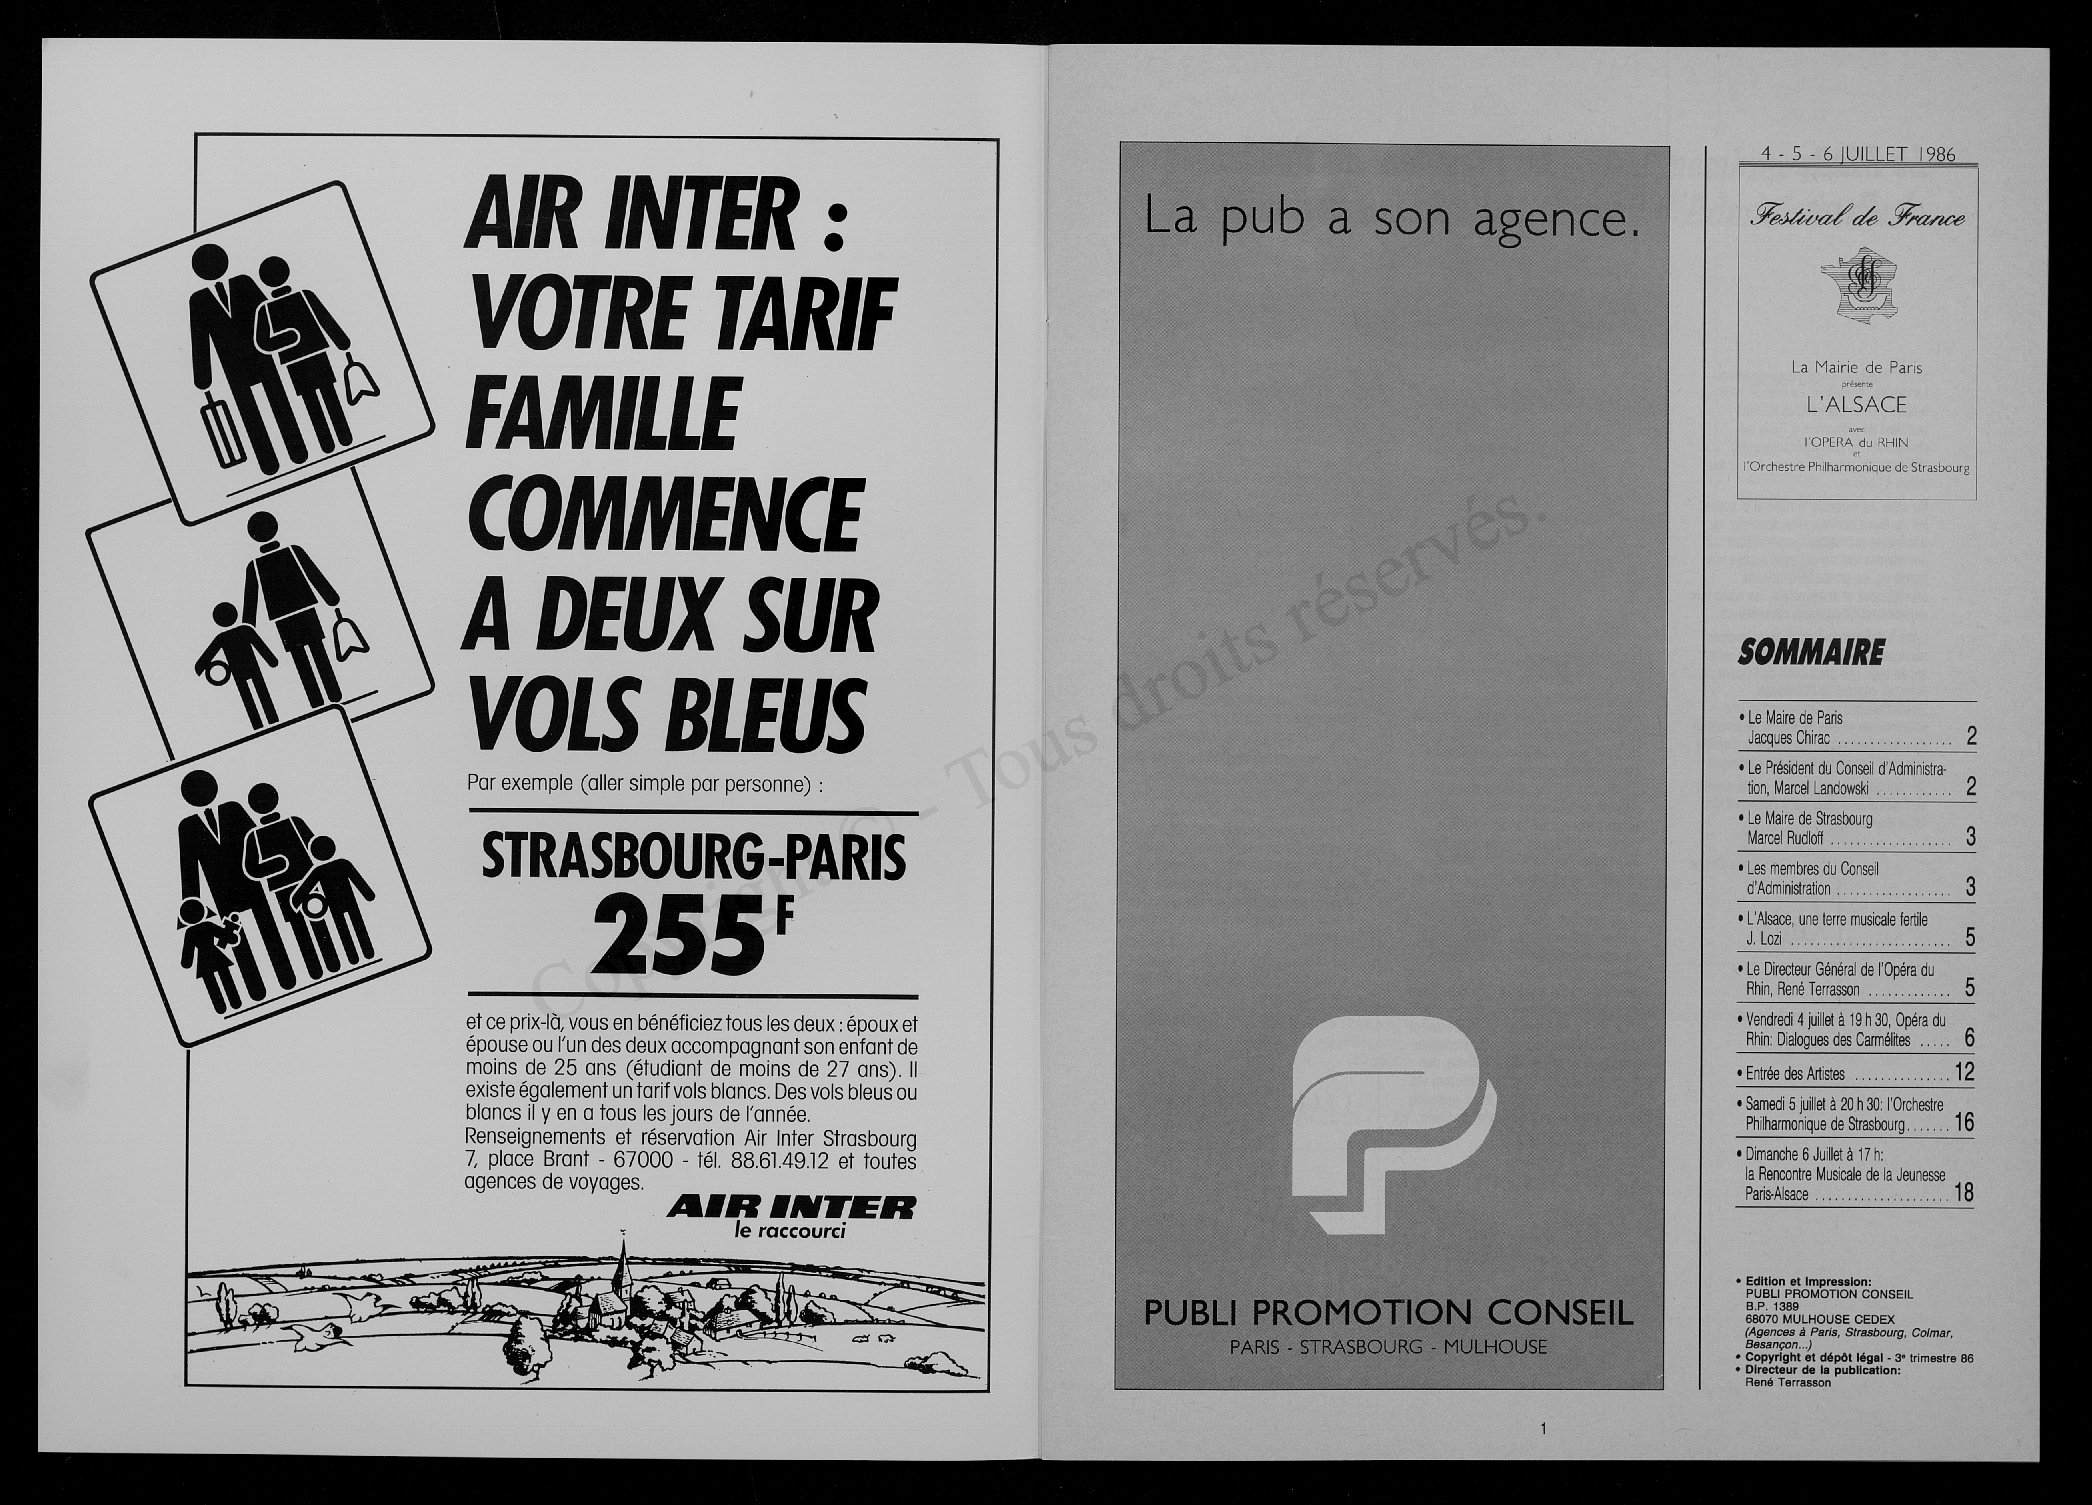 AIR INTER :
VOTRE TARIF
FAMILLE
COMMENCE
A DEUX SUR
VOLS BLEUS
Par exemple (aller simple par personne) :
STRASBOURG-PARIS
255F
et ce prix-là, vous en bénéficiez tous les deux : époux et
épouse ou l'un des deux accompagnant son enfant de
moins de 25 ans (étudiant de moins de 27 ans). Il
existe également un tarif vols blancs. Des vols bleus ou
blancs il y en a tous les jours de l'année.
Renseignements et réservation Air Inter Strasbourg
7, place Brant - 67000 - tél. 88.61.49.12 et toutes
agences de voyages.
AIR INTER
le raccourci
La pub a son agence.
PUBLI PROMOTION CONSEIL
PARIS - STRASBOURG - MULHOUSE
4 - 5 - 6 JUILLET 1986
Festival de France
La Mairie de Paris
présente
L'ALSACE
avec
l'OPERA du RHIN
et
l'Orchestre Philharmonique de Strasbourg
SOMMAIRE
• Le Maire de Paris
Jacques Chirac .................. 2
• Le Président du Conseil d'Administra-
tion, Marcel Landowski ............ 2
• Le Maire de Strasbourg
Marcel Rudloff ................... 3
• Les membres du Conseil
d'Administration .................. 3
• L'Alsace, une terre musicale fertile
J. Lozi ......................... 5
• Le Directeur Général de l'Opéra du
Rhin, René Terrasson ............. 5
• Vendredi 4 juillet à 19 h 30, Opéra du
Rhin: Dialogues des Carmélites ..... 6
• Entrée des Artistes ............... 12
• Samedi 5 juillet à 20 h 30: l'Orchestre
Philharmonique de Strasbourg....... 16
• Dimanche 6 Juillet à 17 h:
la Rencontre Musicale de la Jeunesse
Paris-Alsace ..................... 18
• Edition et Impression:
PUBLI PROMOTION CONSEIL
B.P. 1389
68070 MULHOUSE CEDEX
(Agences à Paris, Strasbourg, Colmar,
Besançon...)
• Copyright et dépôt légal - 3e trimestre 86
• Directeur de la publication:
René Terrasson
1
Copyright © - Tous droits réservés.